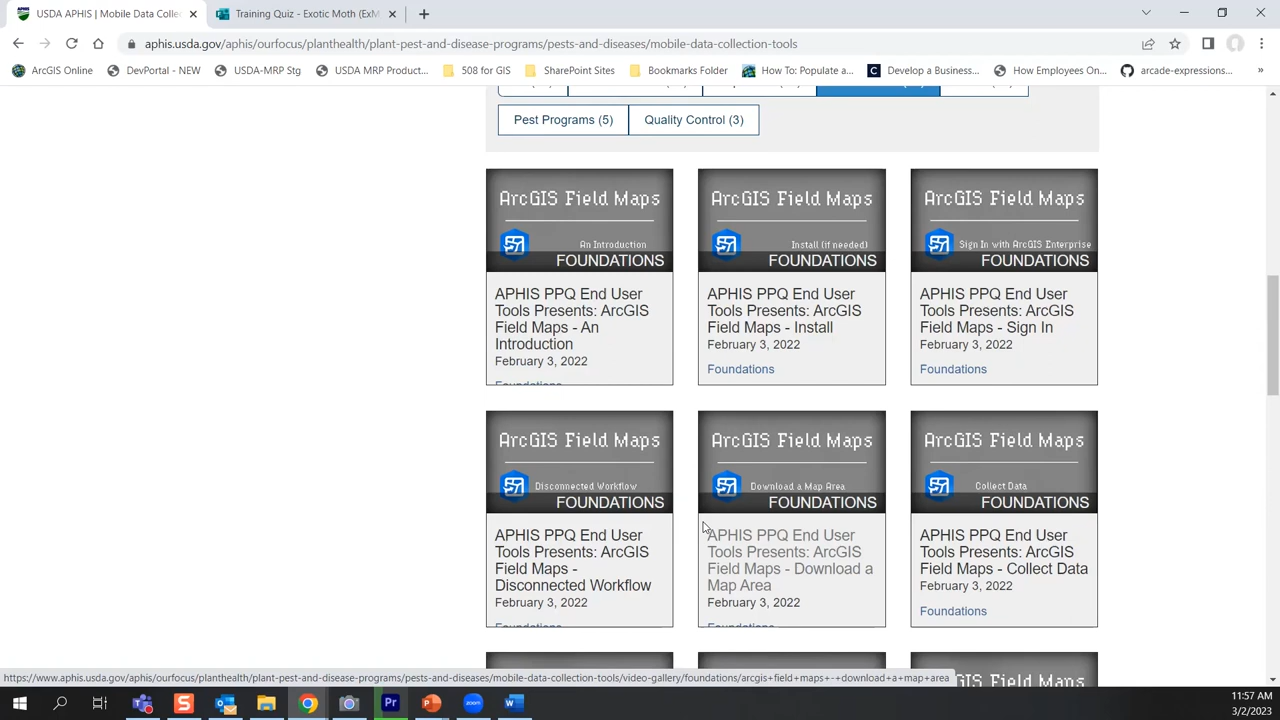 USDA APHIS | Mobile Data Collec
Training Quiz - Exotic Moth (ExM
aphis.usda.gov/aphis/ourfocus/planthealth/plant-pest-and-disease-programs/pests-and-diseases/mobile-data-collection-tools
ArcGIS Online
DevPortal - NEW
USDA-MRP Stg
USDA MRP Product...
508 for GIS
SharePoint Sites
Bookmarks Folder
How To: Populate a...
Develop a Business...
How Employees On...
arcade-expressions...
»
Pest Programs (5)
Quality Control (3)
ArcGIS Field Maps
An Introduction
FOUNDATIONS
APHIS PPQ End User
Tools Presents: ArcGIS
Field Maps - An
Introduction
February 3, 2022
Foundations
ArcGIS Field Maps
Install (if needed)
FOUNDATIONS
APHIS PPQ End User
Tools Presents: ArcGIS
Field Maps - Install
February 3, 2022
Foundations
ArcGIS Field Maps
Sign In with ArcGIS Enterprise
FOUNDATIONS
APHIS PPQ End User
Tools Presents: ArcGIS
Field Maps - Sign In
February 3, 2022
Foundations
ArcGIS Field Maps
Disconnected Workflow
FOUNDATIONS
APHIS PPQ End User
Tools Presents: ArcGIS
Field Maps -
Disconnected Workflow
February 3, 2022
Foundations
ArcGIS Field Maps
Download a Map Area
FOUNDATIONS
APHIS PPQ End User
Tools Presents: ArcGIS
Field Maps - Download a
Map Area
February 3, 2022
Foundations
ArcGIS Field Maps
Collect Data
FOUNDATIONS
APHIS PPQ End User
Tools Presents: ArcGIS
Field Maps - Collect Data
February 3, 2022
Foundations
https://www.aphis.usda.gov/aphis/ourfocus/planthealth/plant-pest-and-disease-programs/pests-and-diseases/mobile-data-collection-tools/video-gallery/foundations/arcgis+field+maps+-+download+a+map+area
11:57 AM
3/2/2023